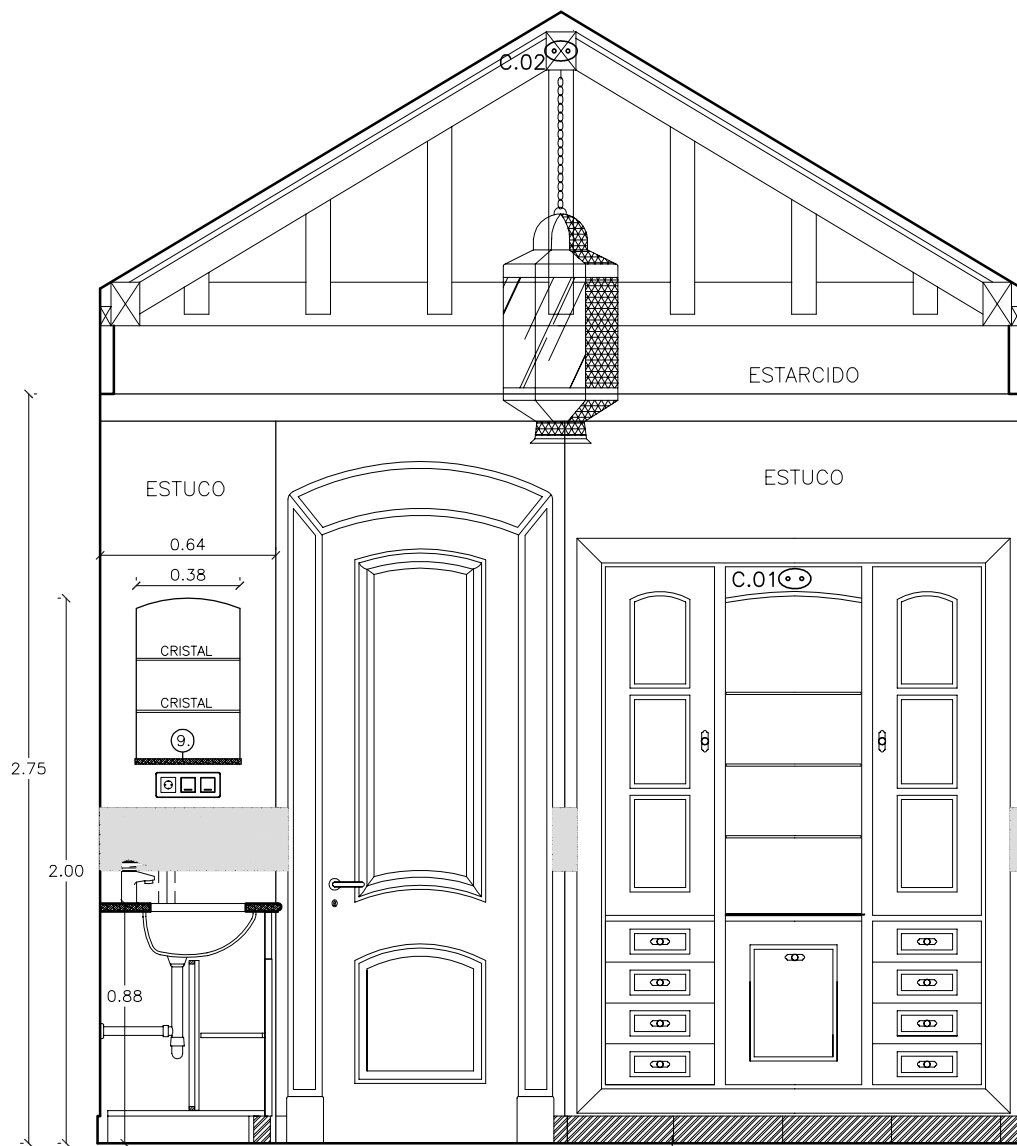 C.02
ESTARCIDO
ESTUCO
ESTUCO
0.64
0.38
C.01
CRISTAL
CRISTAL
9.
2.75
2.00
0.88